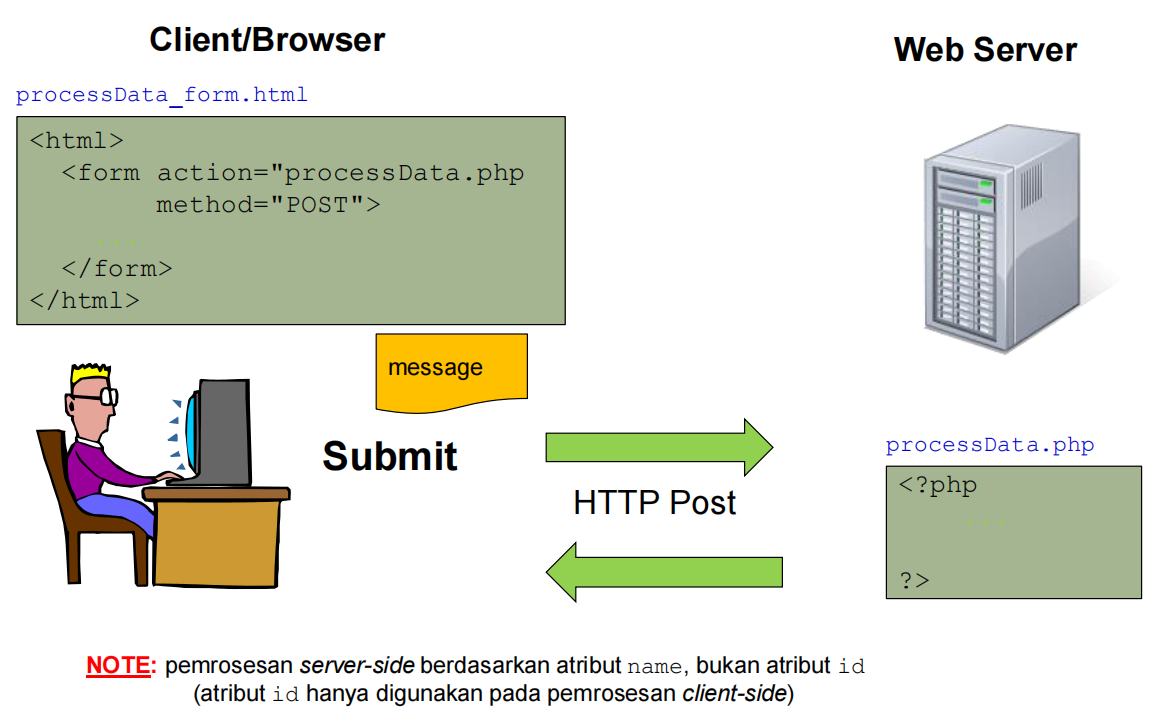 Client/Browser
Web Server
processData_form.html
<html>
<form action="processData.php
method="POST">
...
</form>
</html>
message
Submit
HTTP Post
processData.php
<?php
...
?>
NOTE: pemrosesan server-side berdasarkan atribut name, bukan atribut id
(atribut id hanya digunakan pada pemrosesan client-side)